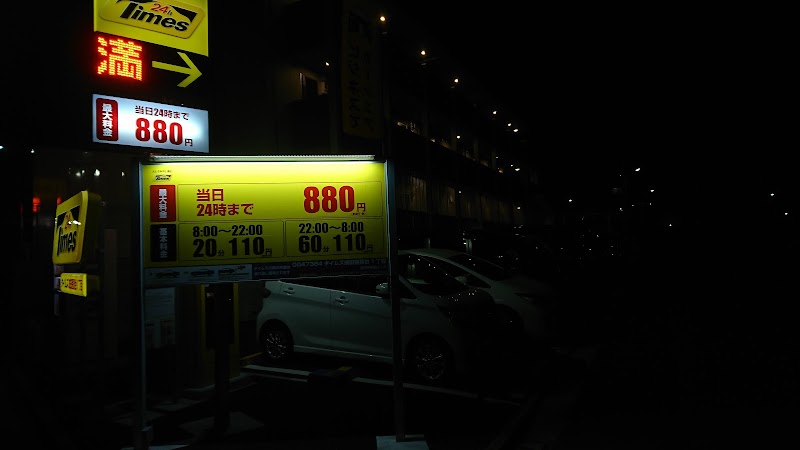 24h
Times
満
最大料金
当日24時まで
880円
Times
最大料金
当日
24時まで
880円
基本料金
8:00～22:00
20分110円
22:00～8:00
60分110円
Times